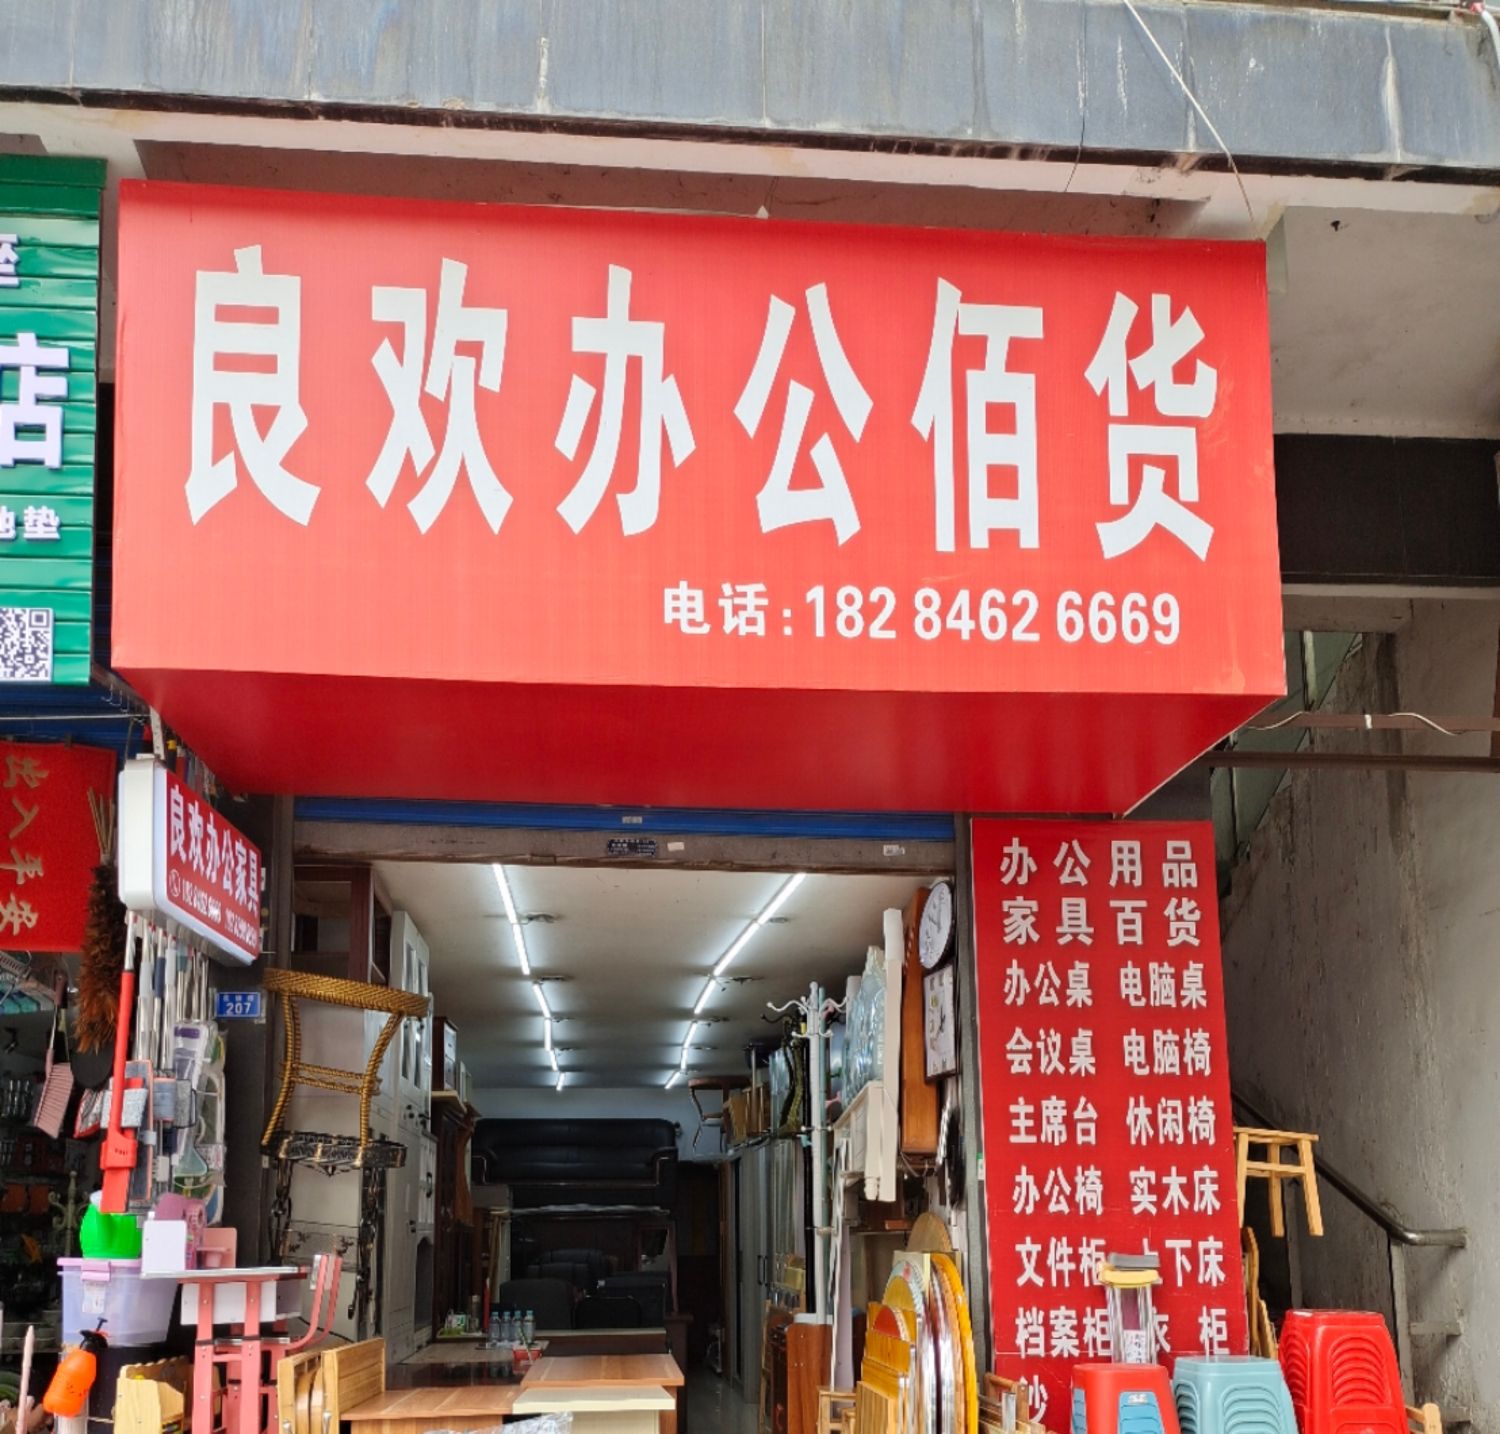 良欢办公佰货
电话:182 8462 6669
店
地垫
良欢办公家具
207
办公用品
家具百货
办公桌 电脑桌
会议桌 电脑椅
主席台 休闲椅
办公椅 实木床
文件柜 上下床
档案柜 衣 柜